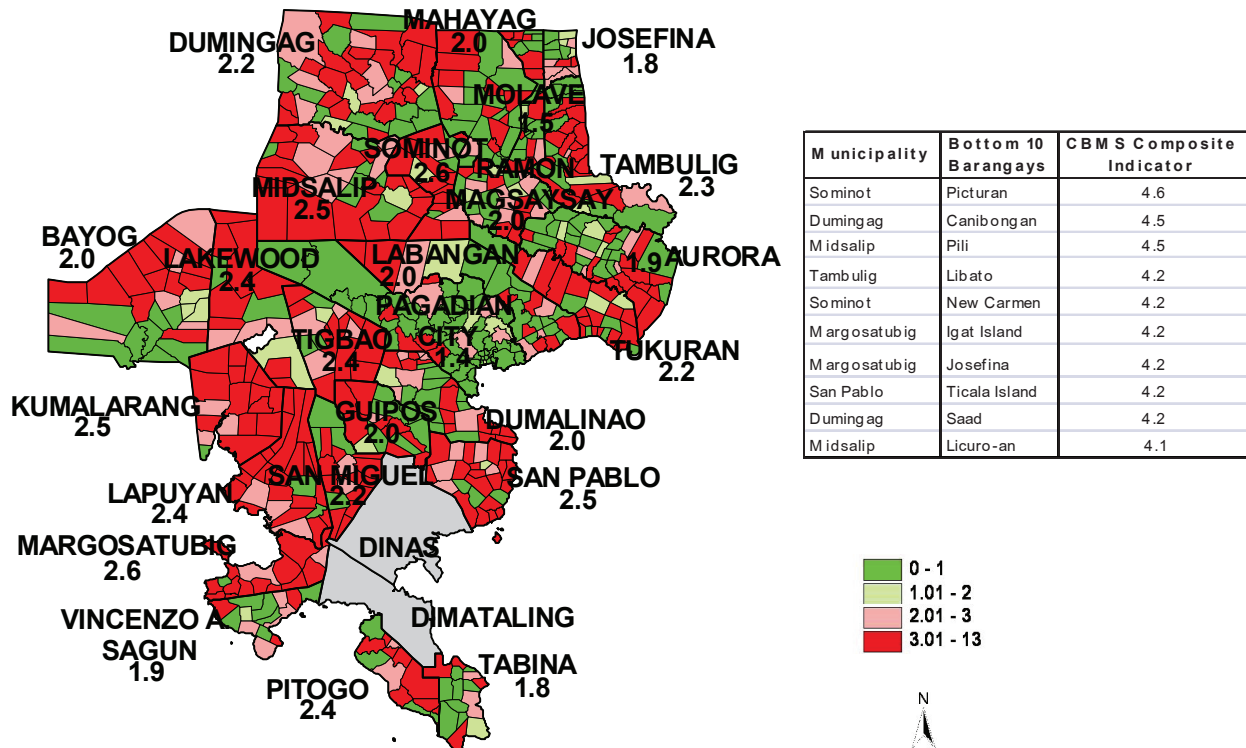 MAHAYAG
2.0
DUMINGAG
2.2
JOSEFINA
1.8
MOLAVE
1.5
SOMINOT
2.6
RAMON
MAGSAYSAY
2.0
TAMBULIG
2.3
MIDSALIP
2.5
BAYOG
2.0
LAKEWOOD
2.4
LABANGAN
2.0
AURORA
1.9
PAGADIAN
CITY
1.4
TIGBAO
2.4
TUKURAN
2.2
KUMALARANG
2.5
GUIPOS
2.0
DUMALINAO
2.0
SAN MIGUEL
2.2
SAN PABLO
2.5
LAPUYAN
2.4
MARGOSATUBIG
2.6
DINAS
VINCENZO A.
SAGUN
1.9
DIMATALING
PITOGO
2.4
TABINA
1.8
Municipality Bottom 10 Barangays CBMS Composite Indicator
Sominot Picturan 4.6
Dumingag Canibongan 4.5
Midsalip Pili 4.5
Tambulig Libato 4.2
Sominot New Carmen 4.2
Margosatubig Igat Island 4.2
Margosatubig Josefina 4.2
San Pablo Ticala Island 4.2
Dumingag Saad 4.2
Midsalip Licuro-an 4.1
0 - 1
1.01 - 2
2.01 - 3
3.01 - 13
N